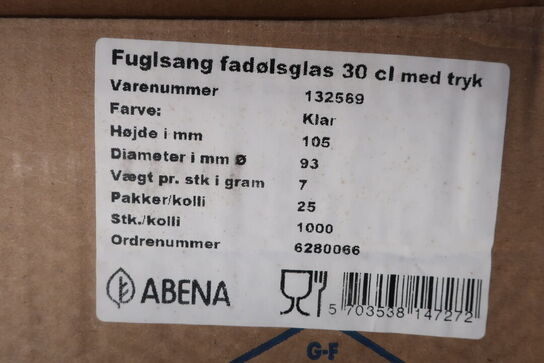 Fuglsang fadølsglas 30 cl med tryk
Varenummer 132569
Farve: Klar
Højde i mm 105
Diameter i mm Ø 93
Vægt pr. stk i gram 7
Pakker/kolli 25
Stk./kolli 1000
Ordrenummer 6280066
ABENA
5 703538 147272
G-F